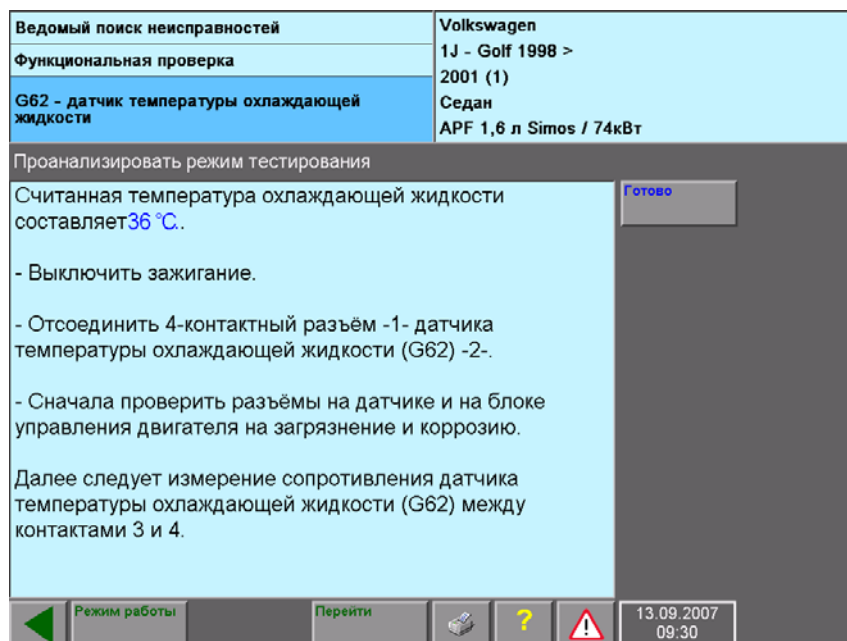 Ведомый поиск неисправностей
Функциональная проверка
G62 - датчик температуры охлаждающей
жидкости
Volkswagen
1J - Golf 1998 >
2001 (1)
Седан
APF 1,6 л Simos / 74кВт
Проанализировать режим тестирования
Считанная температура охлаждающей жидкости
составляет36 °C..
- Выключить зажигание.
- Отсоединить 4-контактный разъём -1- датчика
температуры охлаждающей жидкости (G62) -2-.
- Сначала проверить разъёмы на датчике и на блоке
управления двигателя на загрязнение и коррозию.
Далее следует измерение сопротивления датчика
температуры охлаждающей жидкости (G62) между
контактами 3 и 4.
Готово
Режим работы
Перейти
?
!
13.09.2007
09:30